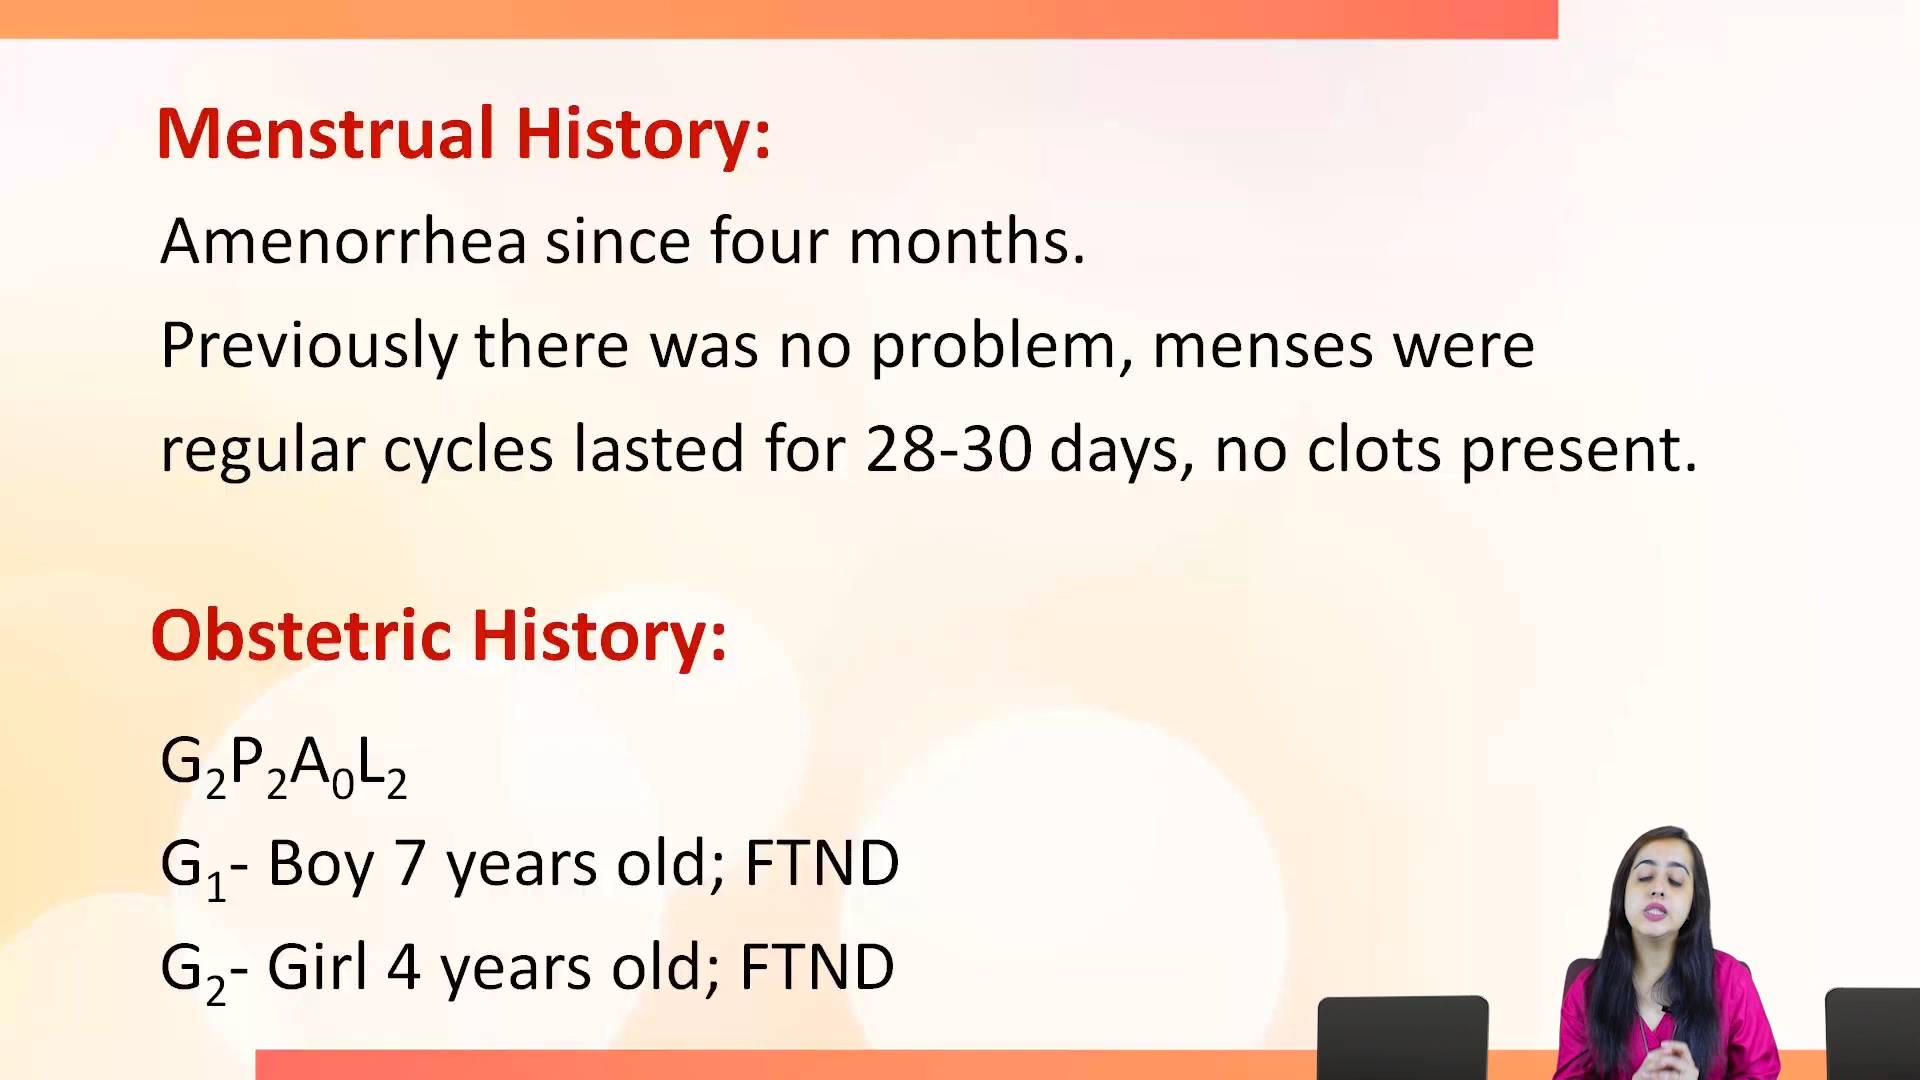 Menstrual History:
Amenorrhea since four months.
Previously there was no problem, menses were
regular cycles lasted for 28-30 days, no clots present.
Obstetric History:
G₂P₂A₀L₂
G₁- Boy 7 years old; FTND
G₂- Girl 4 years old; FTND